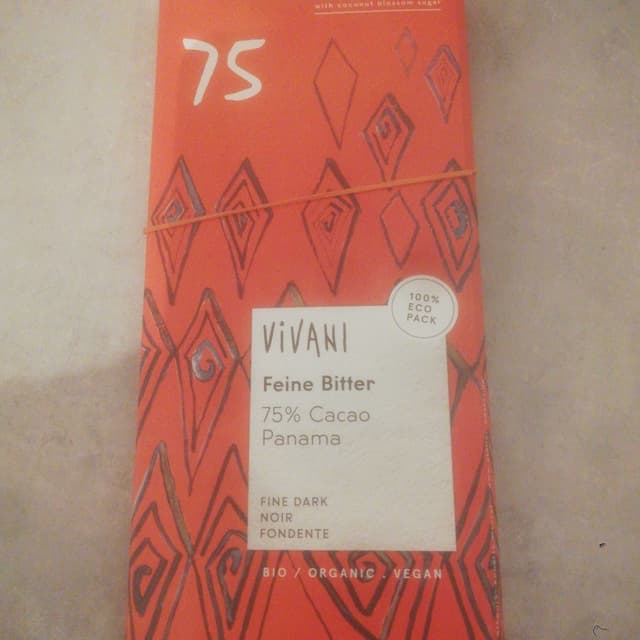 with coconut blossom sugar
75
100%
ECO
PACK
ViVANI
Feine Bitter
75% Cacao
Panama
FINE DARK
NOIR
FONDENTE
BIO / ORGANIC . VEGAN